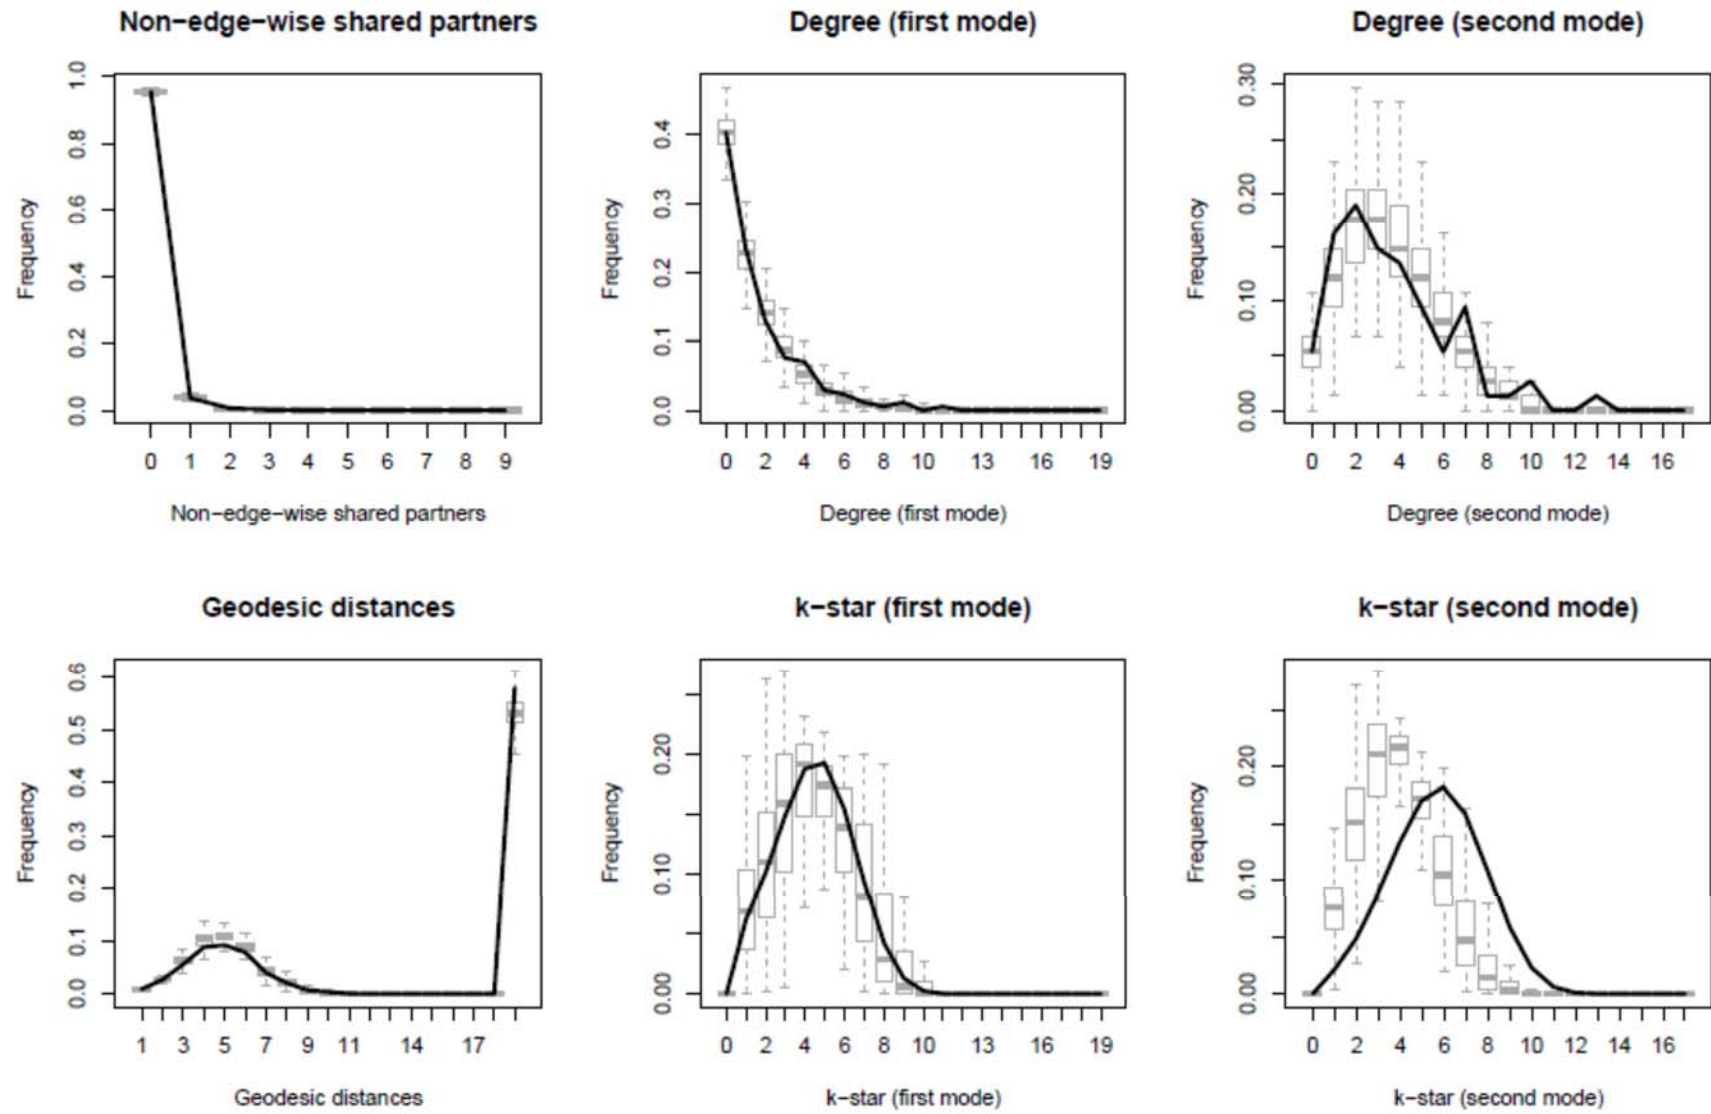 Non−edge−wise shared partners
Frequency
0.0 0.2 0.4 0.6 0.8 1.0
0 1 2 3 4 5 6 7 8 9
Non−edge−wise shared partners
Degree (first mode)
Frequency
0.0 0.1 0.2 0.3 0.4
0 2 4 6 8 10 13 16 19
Degree (first mode)
Degree (second mode)
Frequency
0.00 0.10 0.20 0.30
0 2 4 6 8 10 12 14 16
Degree (second mode)
Geodesic distances
Frequency
0.0 0.1 0.2 0.3 0.4 0.5 0.6
1 3 5 7 9 11 14 17
Geodesic distances
k−star (first mode)
Frequency
0.00 0.10 0.20
0 2 4 6 8 10 13 16 19
k−star (first mode)
k−star (second mode)
Frequency
0.00 0.10 0.20
0 2 4 6 8 10 12 14 16
k−star (second mode)